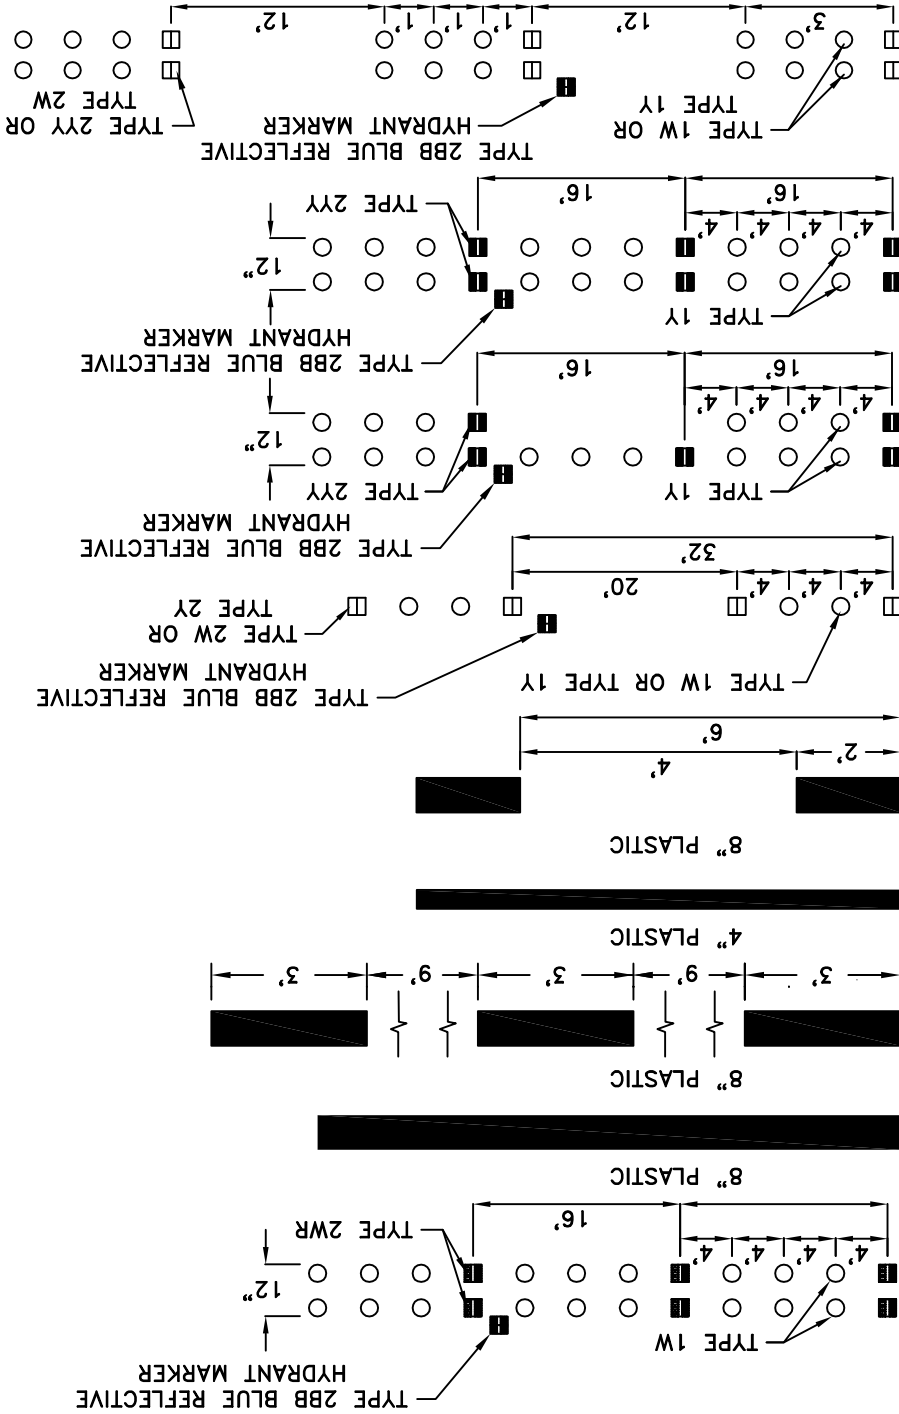 TYPE 2BB BLUE REFLECTIVE
HYDRANT MARKER
TYPE 1W
12"
4' 4' 4' 4'
TYPE 2WR
16'
8" PLASTIC
8" PLASTIC
3' 9' 3' 9' 3'
4" PLASTIC
8" PLASTIC
4'
2'
6'
TYPE 2BB BLUE REFLECTIVE
HYDRANT MARKER
TYPE 1W OR TYPE 1Y
TYPE 2W OR
TYPE 2Y
4' 4' 4' 20'
32'
TYPE 2BB BLUE REFLECTIVE
HYDRANT MARKER
TYPE 1Y
TYPE 2YY
12"
4' 4' 4' 4'
16' 16'
TYPE 2BB BLUE REFLECTIVE
HYDRANT MARKER
TYPE 1Y
12"
4' 4' 4' 4'
TYPE 2YY
16' 16'
TYPE 2BB BLUE REFLECTIVE
HYDRANT MARKER
TYPE 1W OR
TYPE 1Y
TYPE 2YY OR
TYPE 2W
3' 12' 1' 1' 1' 12'